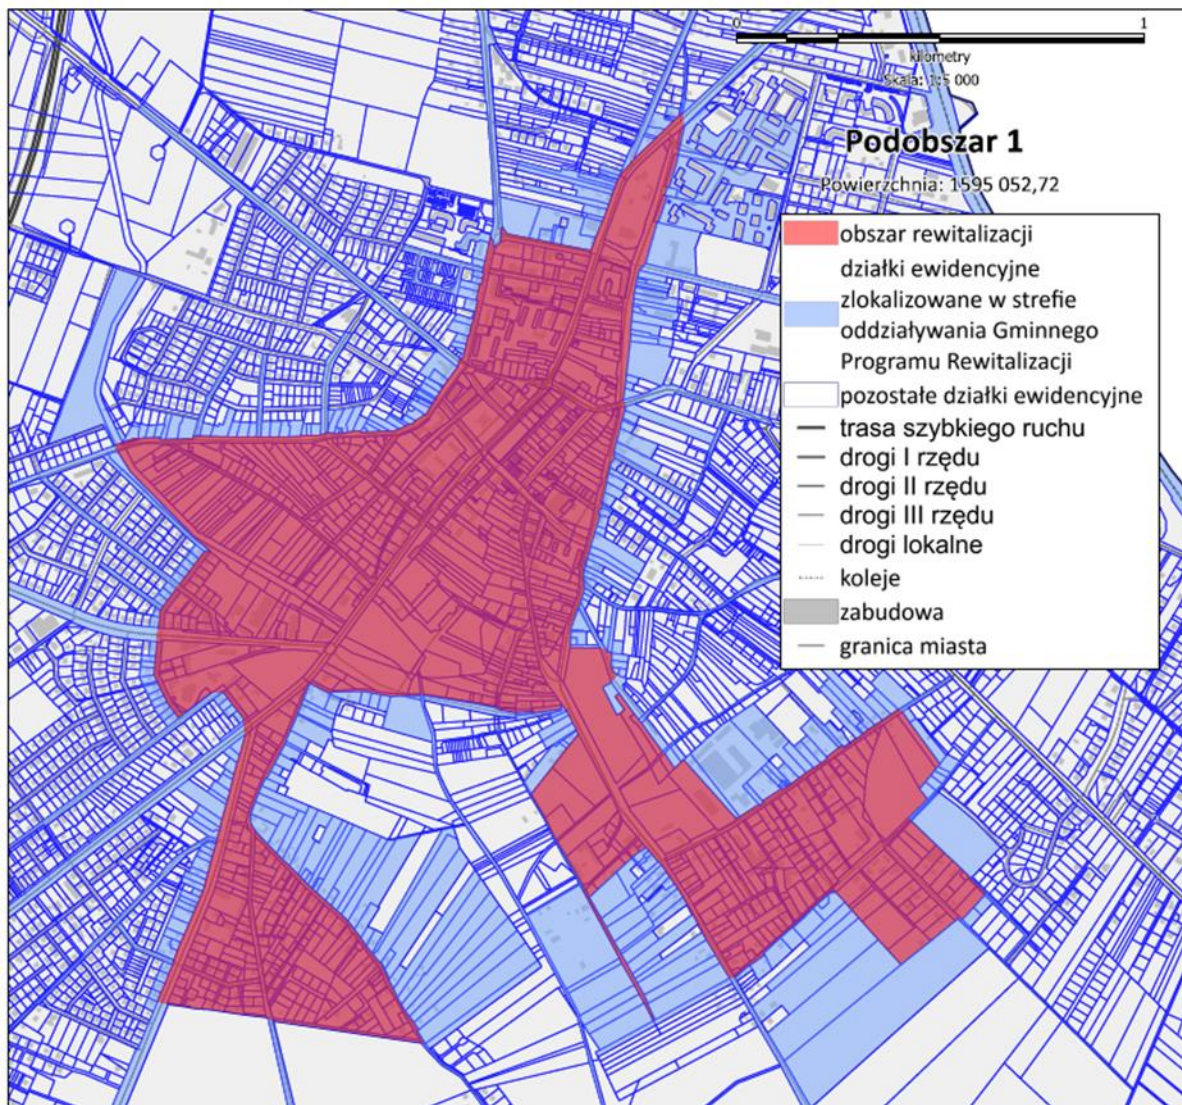 0 1
kilometry
Skala: 1:5 000
Podobszar 1
Powierzchnia: 1595 052,72
obszar rewitalizacji
działki ewidencyjne
zlokalizowane w strefie
oddziaływania Gminnego
Programu Rewitalizacji
pozostałe działki ewidencyjne
trasa szybkiego ruchu
drogi I rzędu
drogi II rzędu
drogi III rzędu
drogi lokalne
koleje
zabudowa
granica miasta